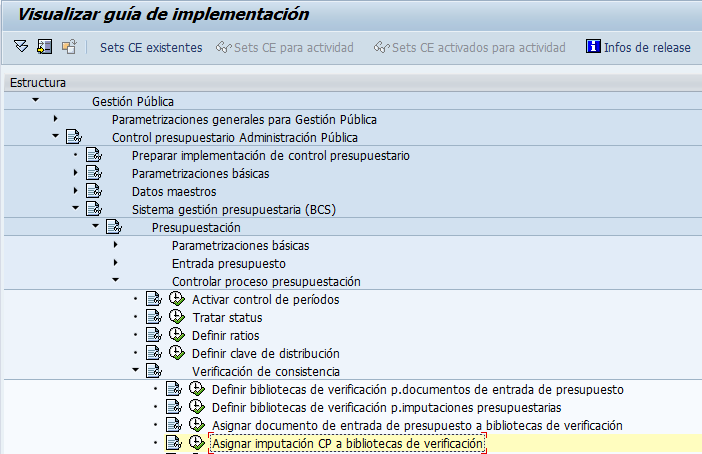 Visualizar guía de implementación
Sets CE existentes Sets CE para actividad Sets CE activados para actividad Infos de release
Estructura
Gestión Pública
Parametrizaciones generales para Gestión Pública
Control presupuestario Administración Pública
Preparar implementación de control presupuestario
Parametrizaciones básicas
Datos maestros
Sistema gestión presupuestaria (BCS)
Presupuestación
Parametrizaciones básicas
Entrada presupuesto
Controlar proceso presupuestación
Activar control de períodos
Tratar status
Definir ratios
Definir clave de distribución
Verificación de consistencia
Definir bibliotecas de verificación p.documentos de entrada de presupuesto
Definir bibliotecas de verificación p.imputaciones presupuestarias
Asignar documento de entrada de presupuesto a bibliotecas de verificación
Asignar imputación CP a bibliotecas de verificación